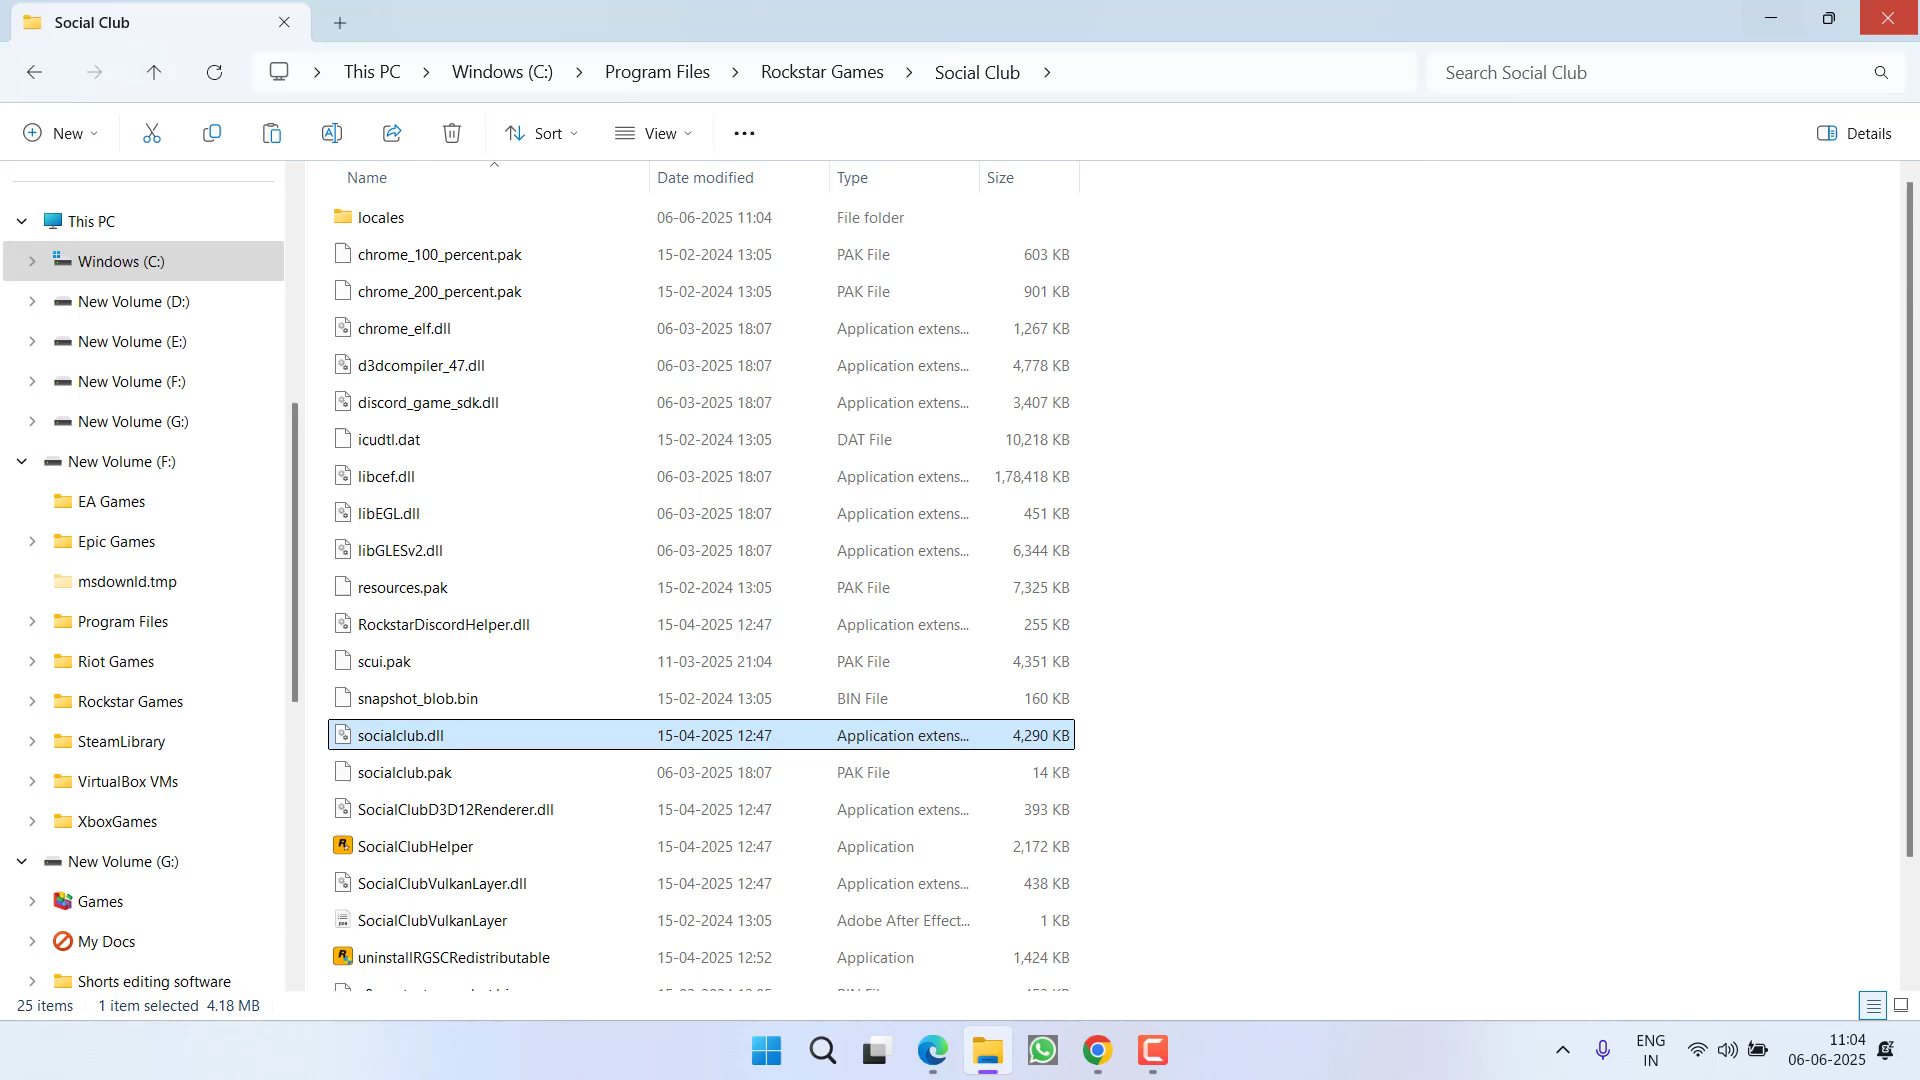 Social Club
This PC > Windows (C:) > Program Files > Rockstar Games > Social Club >
Search Social Club
New
Sort
View
Details
This PC
Windows (C:)
New Volume (D:)
New Volume (E:)
New Volume (F:)
New Volume (G:)
New Volume (F:)
EA Games
Epic Games
msdownld.tmp
Program Files
Riot Games
Rockstar Games
SteamLibrary
VirtualBox VMs
XboxGames
New Volume (G:)
Games
My Docs
Shorts editing software
Name Date modified Type Size
locales 06-06-2025 11:04 File folder
chrome_100_percent.pak 15-02-2024 13:05 PAK File 603 KB
chrome_200_percent.pak 15-02-2024 13:05 PAK File 901 KB
chrome_elf.dll 06-03-2025 18:07 Application extens... 1,267 KB
d3dcompiler_47.dll 06-03-2025 18:07 Application extens... 4,778 KB
discord_game_sdk.dll 06-03-2025 18:07 Application extens... 3,407 KB
icudtl.dat 15-02-2024 13:05 DAT File 10,218 KB
libcef.dll 06-03-2025 18:07 Application extens... 1,78,418 KB
libEGL.dll 06-03-2025 18:07 Application extens... 451 KB
libGLESv2.dll 06-03-2025 18:07 Application extens... 6,344 KB
resources.pak 15-02-2024 13:05 PAK File 7,325 KB
RockstarDiscordHelper.dll 15-04-2025 12:47 Application extens... 255 KB
scui.pak 11-03-2025 21:04 PAK File 4,351 KB
snapshot_blob.bin 15-02-2024 13:05 BIN File 160 KB
socialclub.dll 15-04-2025 12:47 Application extens... 4,290 KB
socialclub.pak 06-03-2025 18:07 PAK File 14 KB
SocialClubD3D12Renderer.dll 15-04-2025 12:47 Application extens... 393 KB
SocialClubHelper 15-04-2025 12:47 Application 2,172 KB
SocialClubVulkanLayer.dll 15-04-2025 12:47 Application extens... 438 KB
SocialClubVulkanLayer 15-02-2024 13:05 Adobe After Effect... 1 KB
uninstallRGSCRedistributable 15-04-2025 12:52 Application 1,424 KB
25 items 1 item selected 4.18 MB
ENG
IN
11:04
06-06-2025